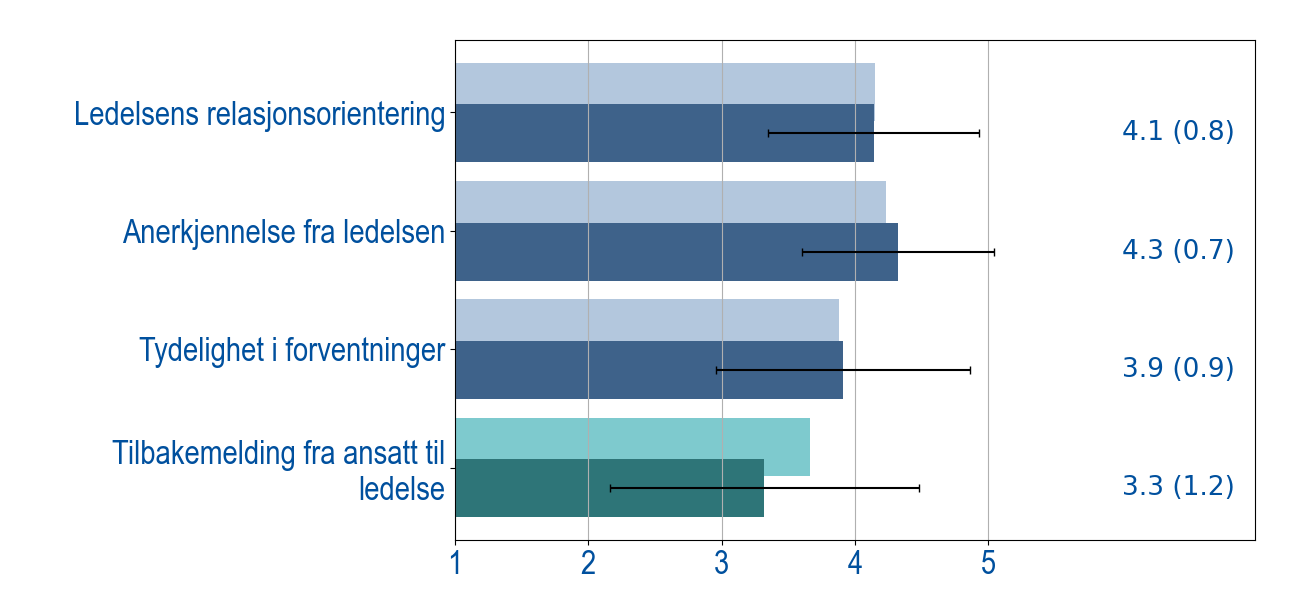 Ledelsens relasjonsorientering
4.1 (0.8)
Anerkjennelse fra ledelsen
4.3 (0.7)
Tydelighet i forventninger
3.9 (0.9)
Tilbakemelding fra ansatt til
ledelse
3.3 (1.2)
1 2 3 4 5